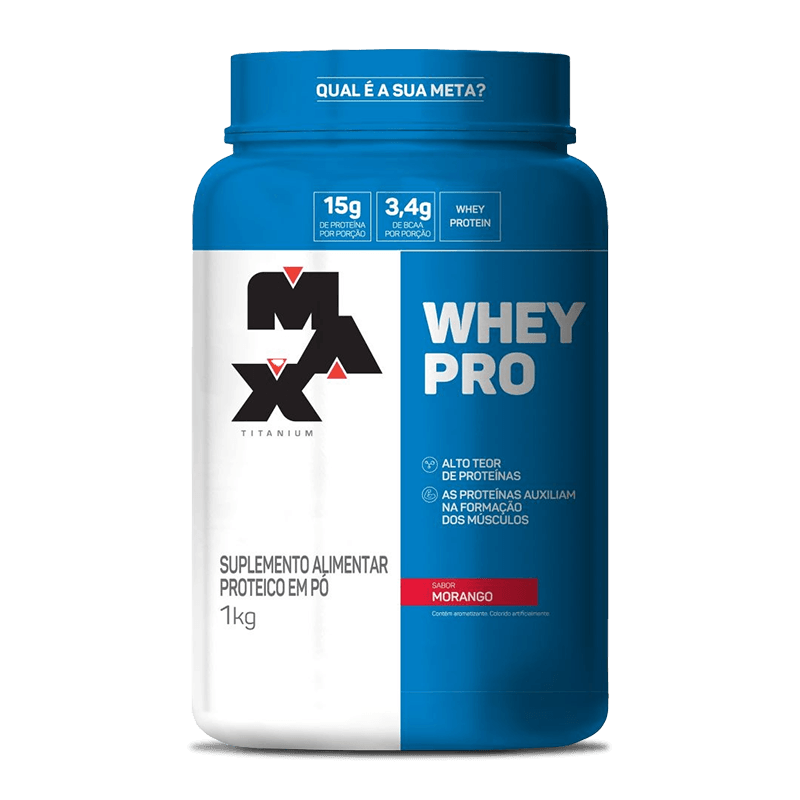 QUAL É A SUA META?
15g
DE PROTEÍNA
POR PORÇÃO
3,4g
DE BCAA
POR PORÇÃO
WHEY
PROTEIN
MAX
TITANIUM
WHEY
PRO
ALTO TEOR
DE PROTEÍNAS
AS PROTEÍNAS AUXILIAM
NA FORMAÇÃO
DOS MÚSCULOS
SUPLEMENTO ALIMENTAR
PROTEICO EM PÓ
1kg
SABOR
MORANGO
Contém aromatizante. Colorido artificialmente.